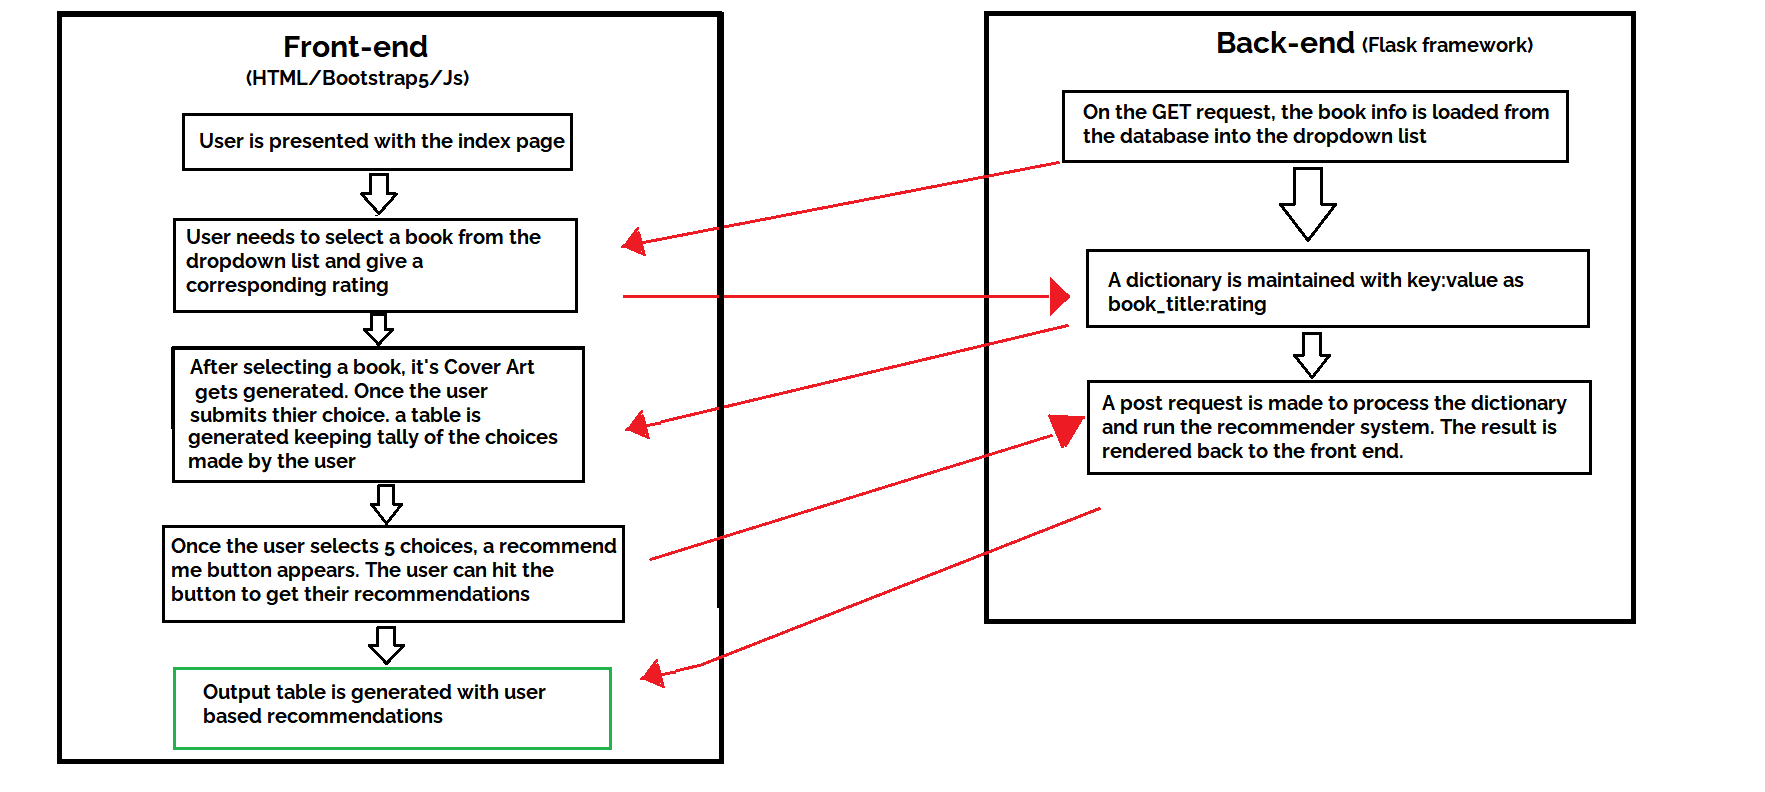 Front-end
(HTML/Bootstrap5/Js)
User is presented with the index page
User needs to select a book from the
dropdown list and give a
corresponding rating
After selecting a book, it's Cover Art
gets generated. Once the user
submits thier choice. a table is
generated keeping tally of the choices
made by the user
Once the user selects 5 choices, a recommend
me button appears. The user can hit the
button to get their recommendations
Output table is generated with user
based recommendations
Back-end (Flask framework)
On the GET request, the book info is loaded from
the database into the dropdown list
A dictionary is maintained with key:value as
book_title:rating
A post request is made to process the dictionary
and run the recommender system. The result is
rendered back to the front end.